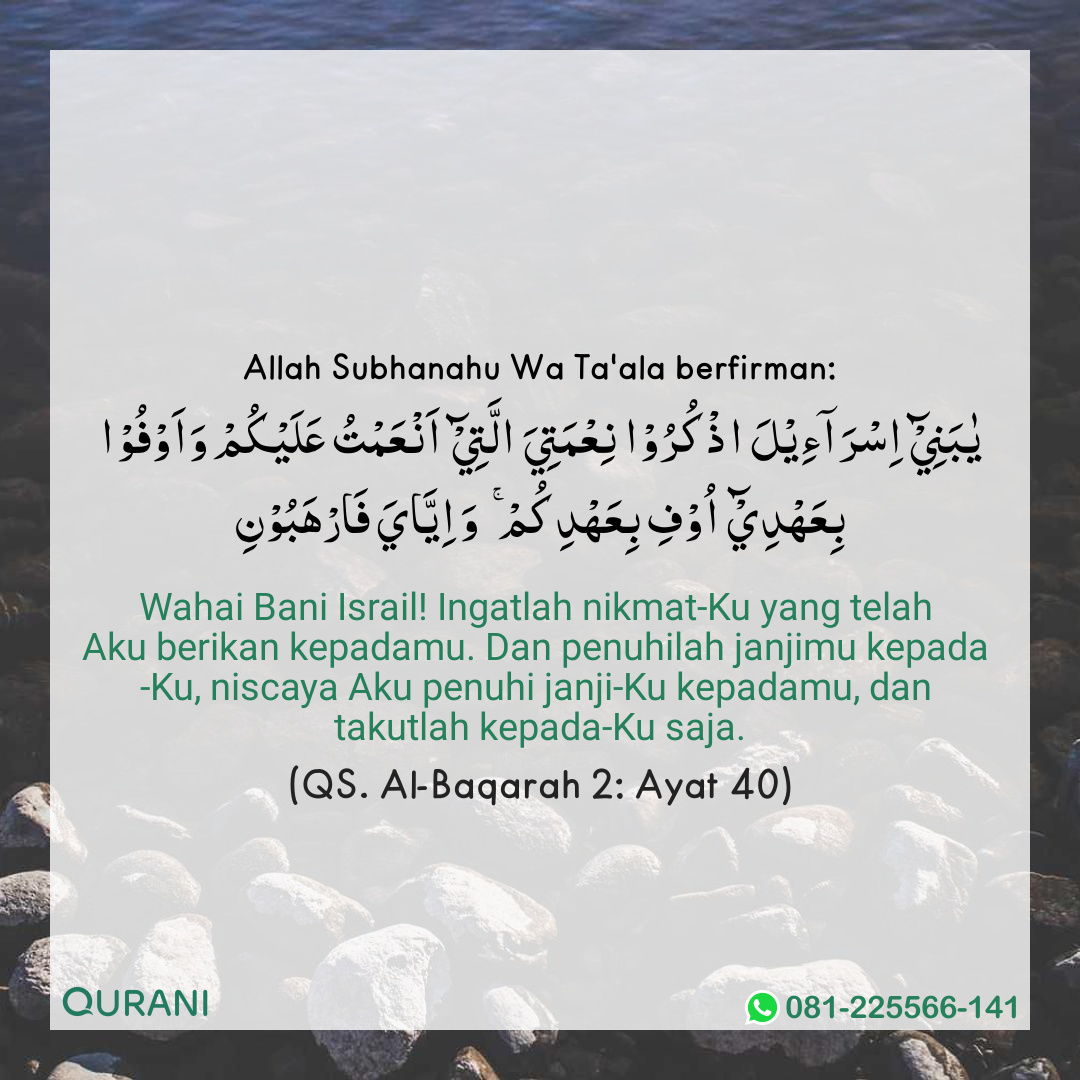 Allah Subhanahu Wa Ta'ala berfirman:
يٰبَنِيْٓ اِسْرَآءِيْلَ اذْكُرُوْا نِعْمَتِيَ الَّتِيْٓ اَنْعَمْتُ عَلَيْكُمْ وَاَوْفُوْا
بِعَهْدِيْٓ اُوْفِ بِعَهْدِكُمْۚ وَاِيَّايَ فَارْهَبُوْنِ
Wahai Bani Israil! Ingatlah nikmat-Ku yang telah
Aku berikan kepadamu. Dan penuhilah janjimu kepada
-Ku, niscaya Aku penuhi janji-Ku kepadamu, dan
takutlah kepada-Ku saja.
(QS. Al-Baqarah 2: Ayat 40)
QURANI
081-225566-141